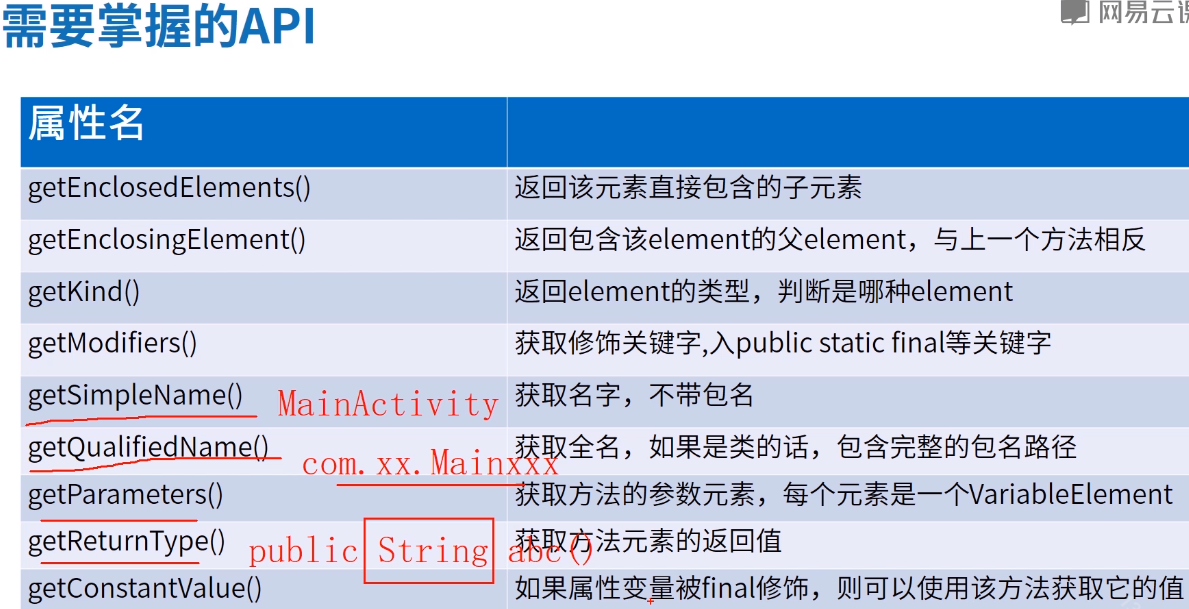 需要掌握的API
网易云课
属性名
getEnclosedElements() 返回该元素直接包含的子元素
getEnclosingElement() 返回包含该element的父element，与上一个方法相反
getKind() 返回element的类型，判断是哪种element
getModifiers() 获取修饰关键字,入public static final等关键字
getSimpleName() MainActivity 获取名字，不带包名
getQualifiedName() 获取全名，如果是类的话，包含完整的包名路径
com.xx.Mainxxx
getParameters() 获取方法的参数元素，每个元素是一个VariableElement
getReturnType() 获取方法元素的返回值
public String abc()
getConstantValue() 如果属性变量被final修饰，则可以使用该方法获取它的值